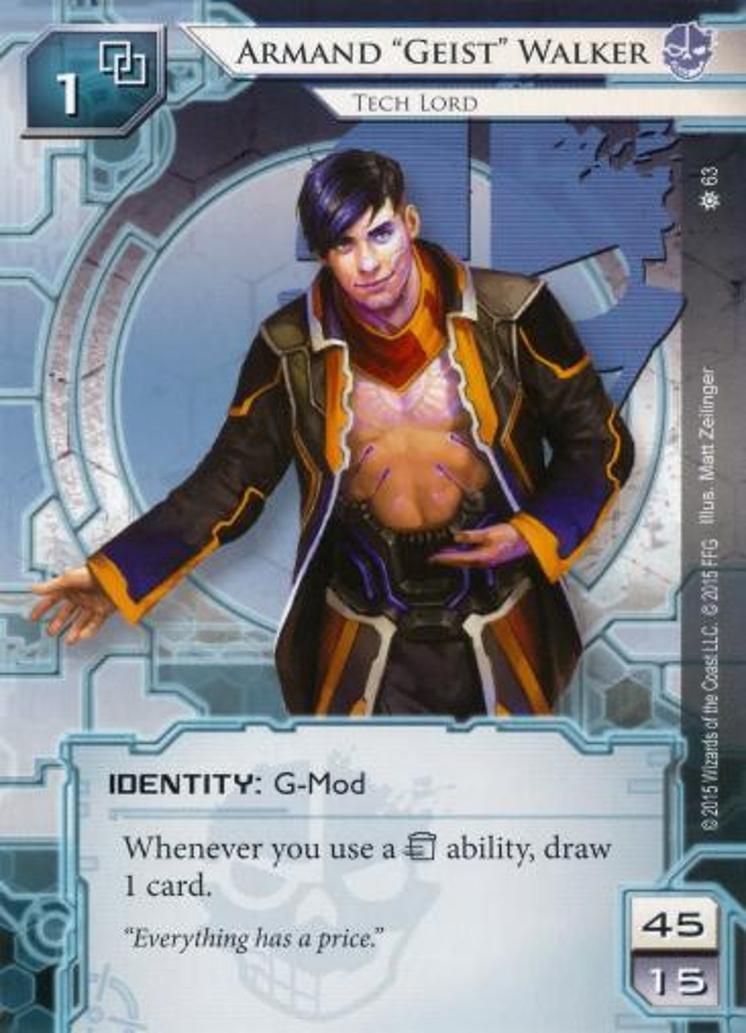 1
ARMAND “GEIST” WALKER
TECH LORD
63
© 2015 Wizards of the Coast LLC. © 2015 FFG Illus. Matt Zeilinger
IDENTITY: G-Mod
Whenever you use a ability, draw
1 card.
“Everything has a price.”
45
15